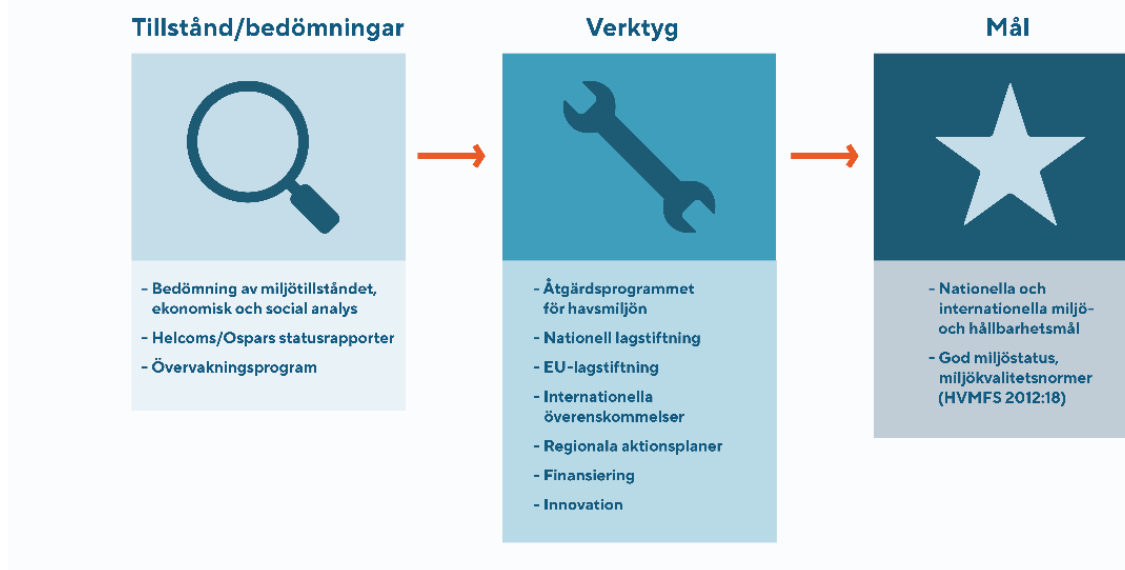 Tillstånd/bedömningar
- Bedömning av miljötillståndet,
ekonomisk och social analys
- Helcoms/Ospars statusrapporter
- Övervakningsprogram
Verktyg
- Åtgärdsprogrammet
för havsmiljön
- Nationell lagstiftning
- EU-lagstiftning
- Internationella
överenskommelser
- Regionala aktionsplaner
- Finansiering
- Innovation
Mål
- Nationella och
internationella miljö-
och hållbarhetsmål
- God miljöstatus,
miljökvalitetsnormer
(HVMFS 2012:18)